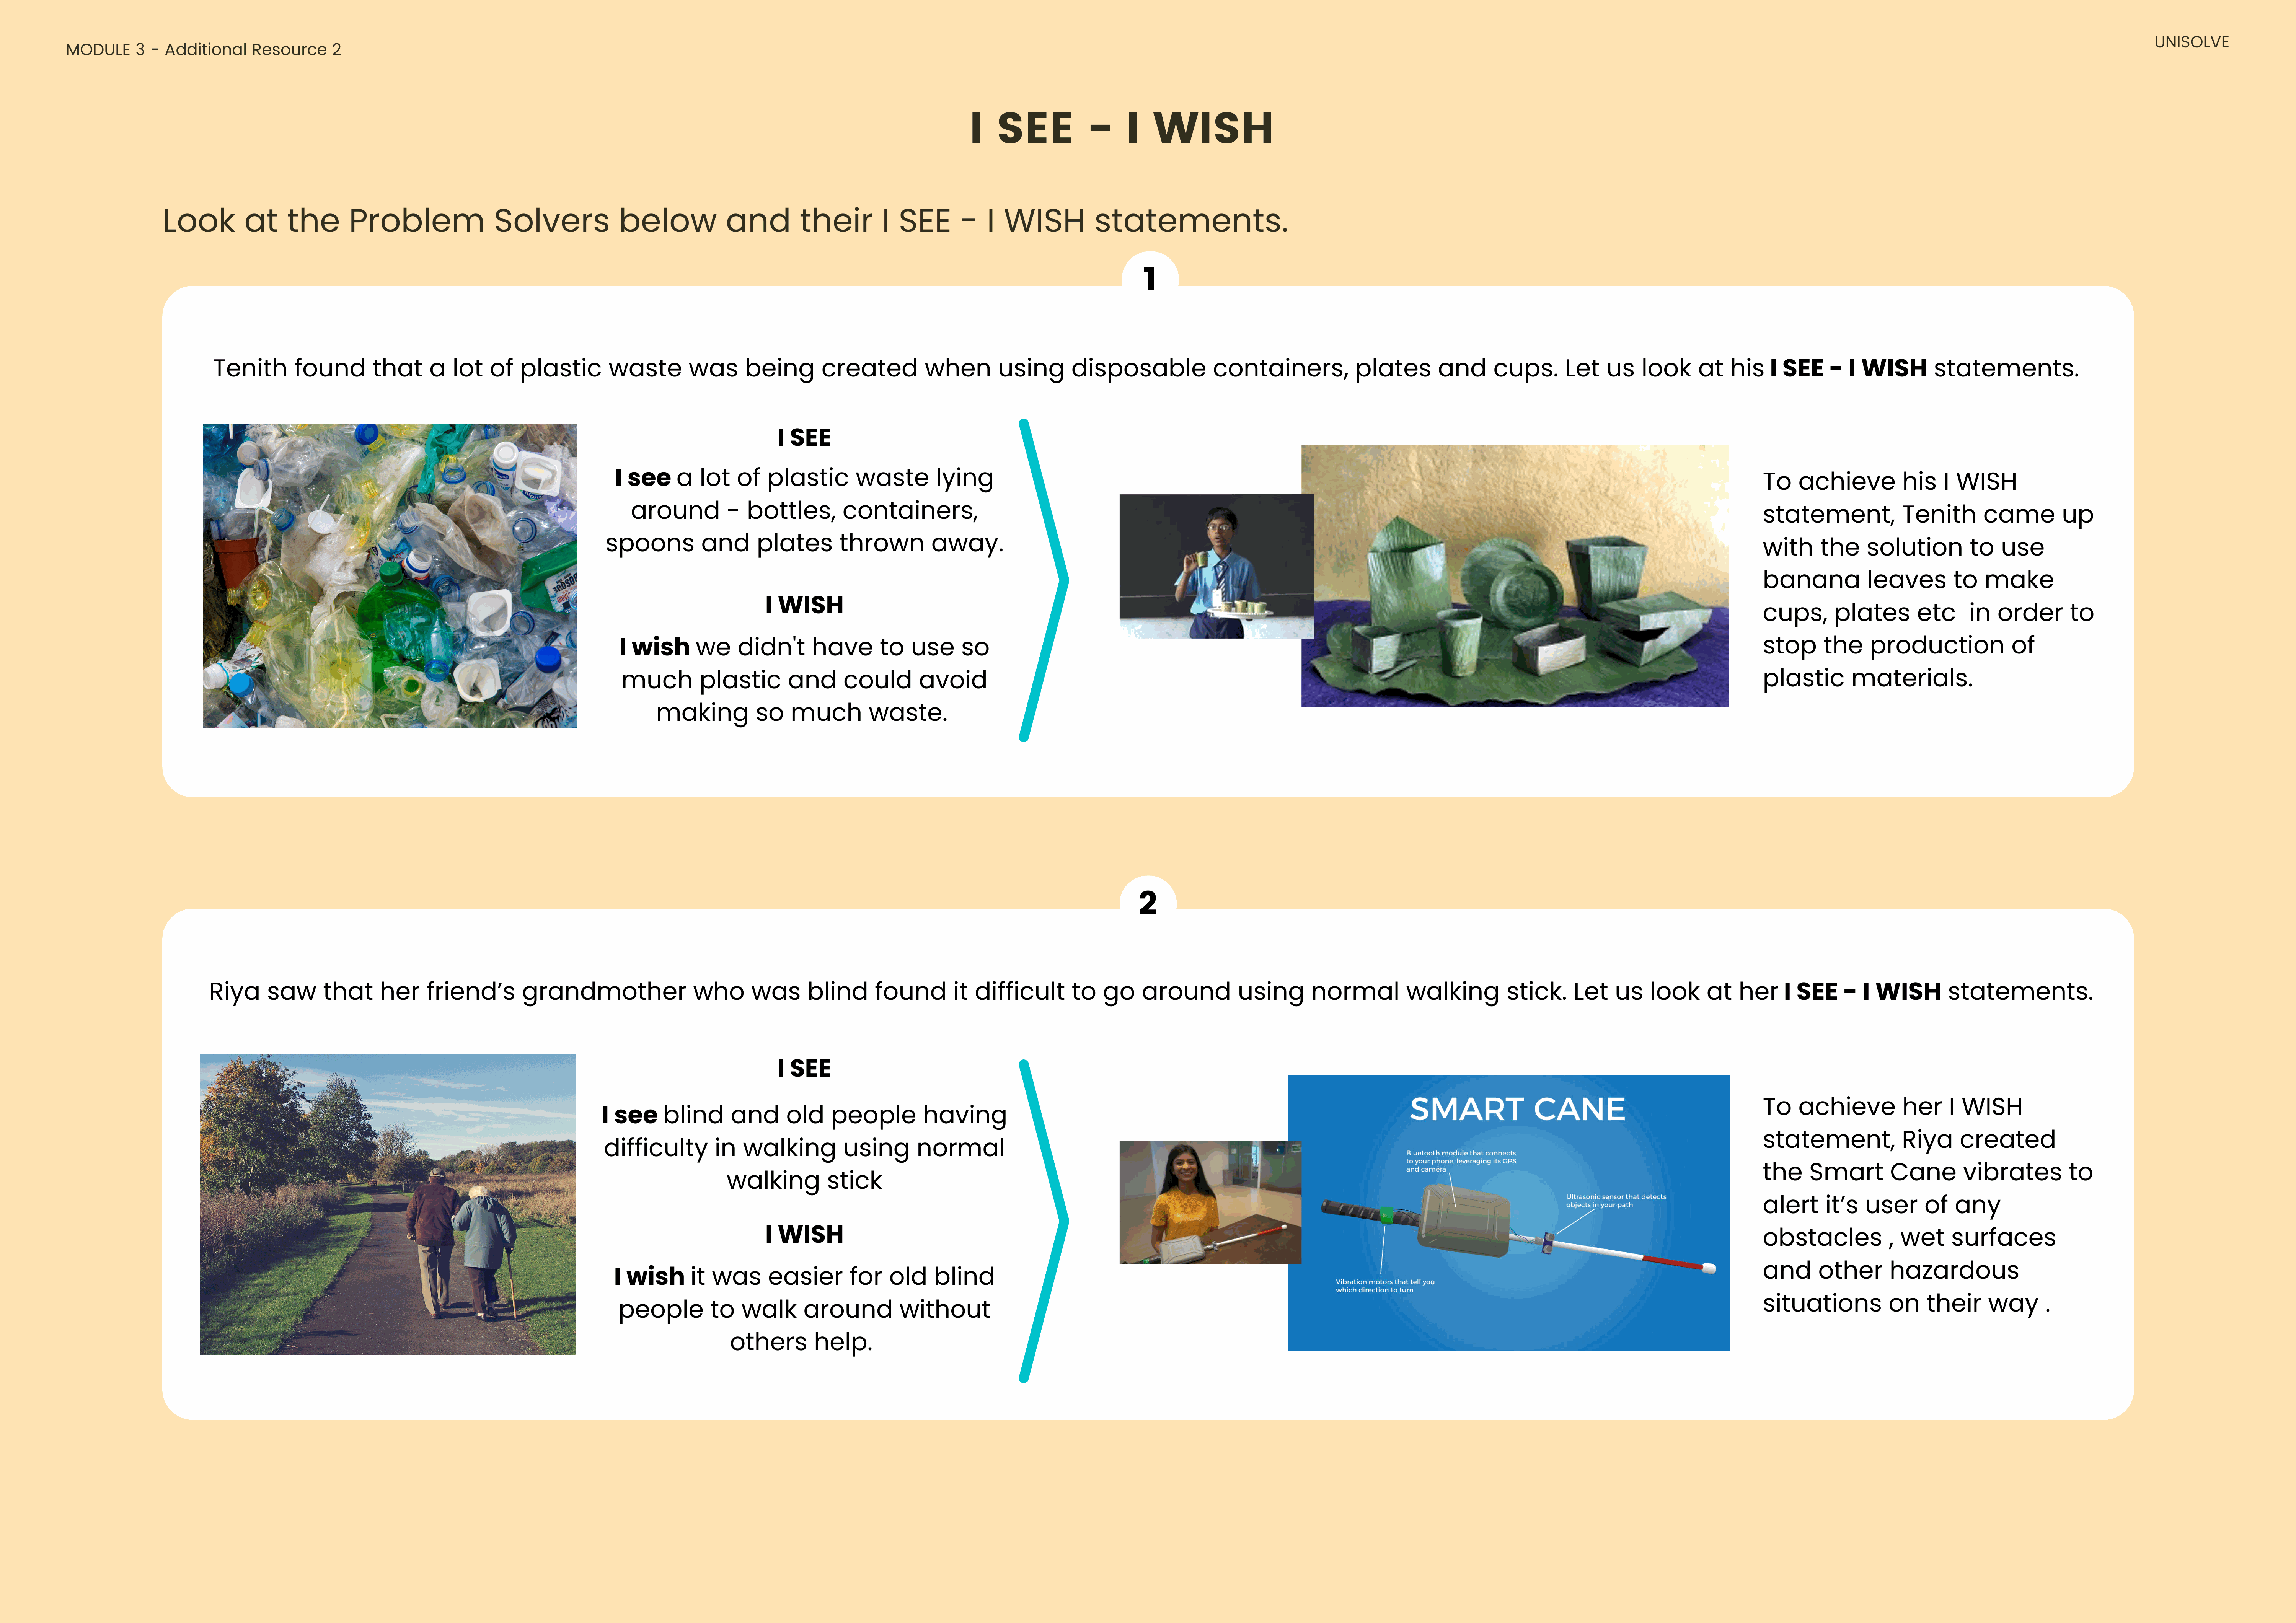 MODULE 3 - Additional Resource 2
UNISOLVE
I SEE - I WISH
Look at the Problem Solvers below and their I SEE - I WISH statements.
1
Tenith found that a lot of plastic waste was being created when using disposable containers, plates and cups. Let us look at his I SEE - I WISH statements.
I SEE
I see a lot of plastic waste lying
around - bottles, containers,
spoons and plates thrown away.
I WISH
I wish we didn't have to use so
much plastic and could avoid
making so much waste.
To achieve his I WISH
statement, Tenith came up
with the solution to use
banana leaves to make
cups, plates etc  in order to
stop the production of
plastic materials.
2
Riya saw that her friend’s grandmother who was blind found it difficult to go around using normal walking stick. Let us look at her I SEE - I WISH statements.
I SEE
I see blind and old people having
difficulty in walking using normal
walking stick
I WISH
I wish it was easier for old blind
people to walk around without
others help.
SMART CANE
Bluetooth module that connects
to your phone, leveraging its GPS
and camera
Ultrasonic sensor that detects
objects in your path
Vibration motors that tell you
which direction to turn
To achieve her I WISH
statement, Riya created
the Smart Cane vibrates to
alert it’s user of any
obstacles , wet surfaces
and other hazardous
situations on their way .